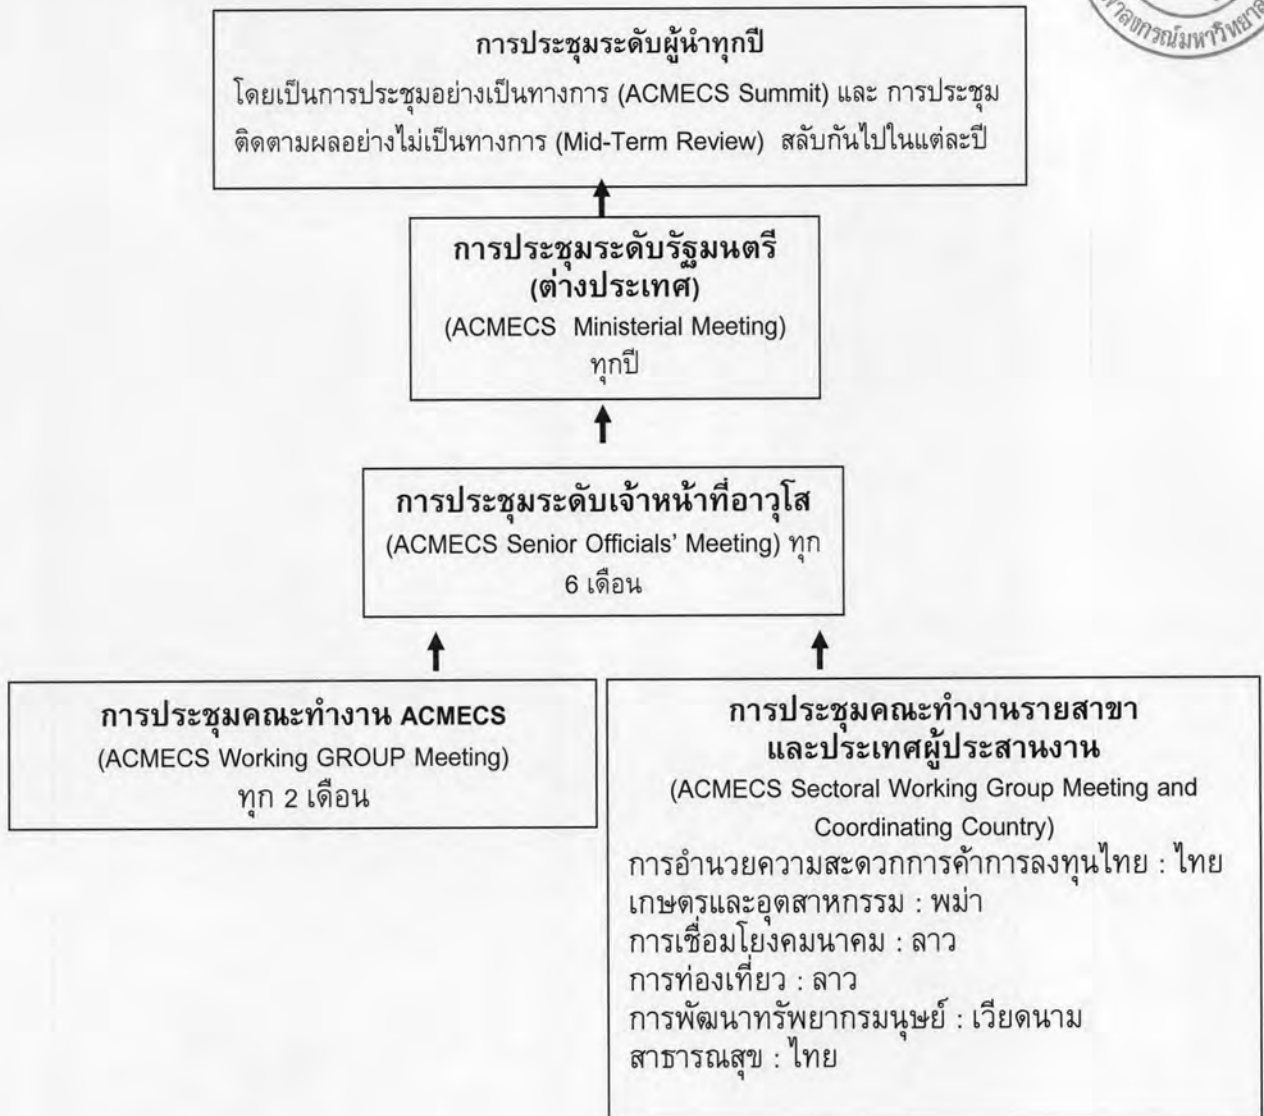 การประชุมระดับผู้นำทุกปี
โดยเป็นการประชุมอย่างเป็นทางการ (ACMECS Summit) และ การประชุม
ติดตามผลอย่างไม่เป็นทางการ (Mid-Term Review) สลับกันไปในแต่ละปี
การประชุมระดับรัฐมนตรี
(ต่างประเทศ)
(ACMECS Ministerial Meeting)
ทุกปี
การประชุมระดับเจ้าหน้าที่อาวุโส
(ACMECS Senior Officials' Meeting) ทุก
6 เดือน
การประชุมคณะทำงาน ACMECS
(ACMECS Working GROUP Meeting)
ทุก 2 เดือน
การประชุมคณะทำงานรายสาขา
และประเทศผู้ประสานงาน
(ACMECS Sectoral Working Group Meeting and
Coordinating Country)
การอำนวยความสะดวกการค้าการลงทุนไทย : ไทย
เกษตรและอุตสาหกรรม : พม่า
การเชื่อมโยงคมนาคม : ลาว
การท่องเที่ยว : ลาว
การพัฒนาทรัพยากรมนุษย์ : เวียดนาม
สาธารณสุข : ไทย